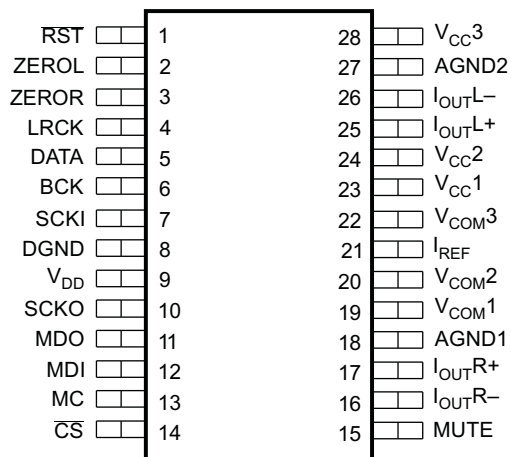 R̅S̅T̅ 1 28 VCC3
ZEROL 2 27 AGND2
ZEROR 3 26 IOUTL–
LRCK 4 25 IOUTL+
DATA 5 24 VCC2
BCK 6 23 VCC1
SCKI 7 22 VCOM3
DGND 8 21 IREF
VDD 9 20 VCOM2
SCKO 10 19 VCOM1
MDO 11 18 AGND1
MDI 12 17 IOUTR+
MC 13 16 IOUTR–
C̅S̅ 14 15 MUTE